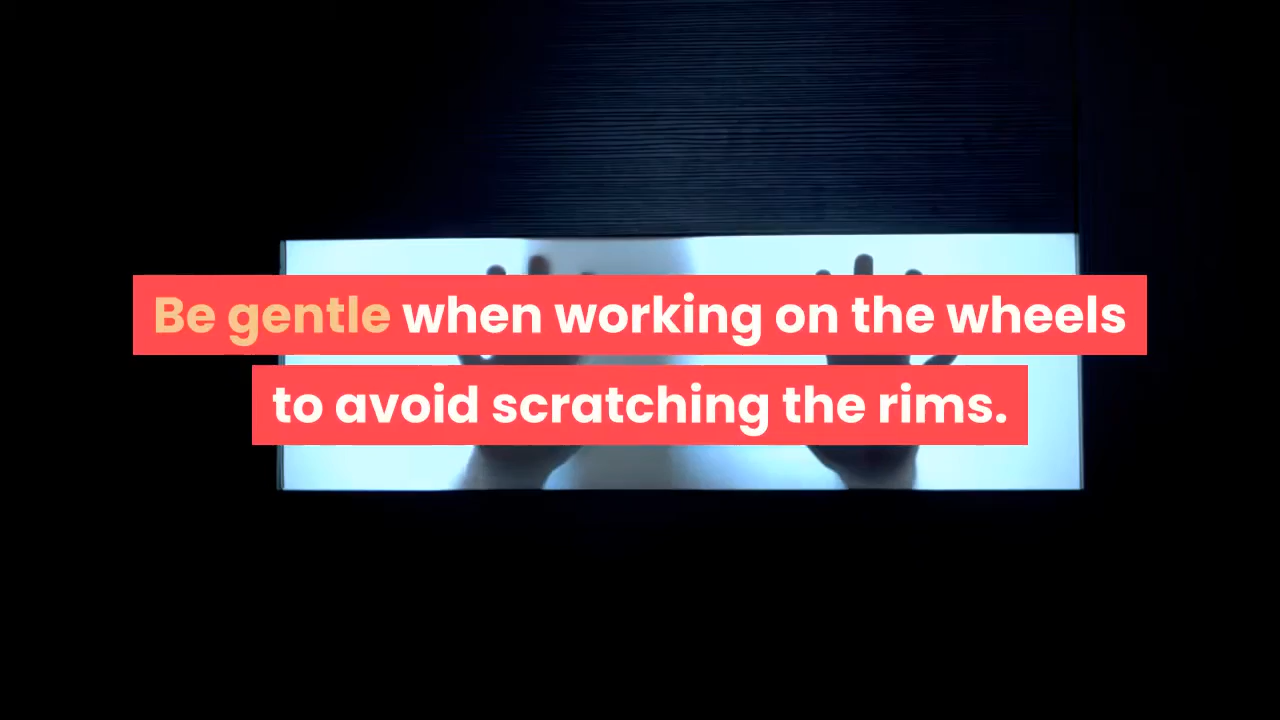 Be gentle when working on the wheels
to avoid scratching the rims.